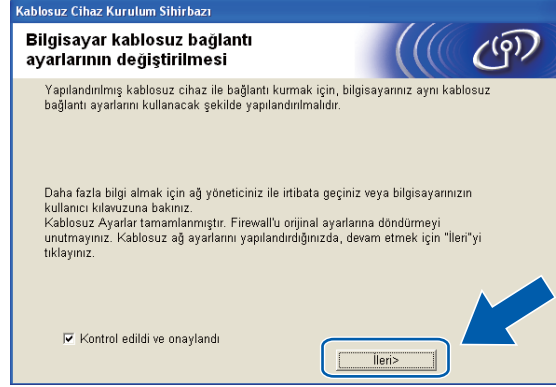 Kablosuz Cihaz Kurulum Sihirbazı
Bilgisayar kablosuz bağlantı
ayarlarının değiştirilmesi
Yapılandırılmış kablosuz cihaz ile bağlantı kurmak için, bilgisayarınız aynı kablosuz
bağlantı ayarlarını kullanacak şekilde yapılandırılmalıdır.
Daha fazla bilgi almak için ağ yöneticiniz ile irtibata geçiniz veya bilgisayarınızın
kullanıcı kılavuzuna bakınız.
Kablosuz Ayarlar tamamlanmıştır. Firewall'u orijinal ayarlarına döndürmeyi
unutmayınız. Kablosuz ağ ayarlarını yapılandırdığınızda, devam etmek için "İleri"yi
tıklayınız.
Kontrol edildi ve onaylandı
İleri>